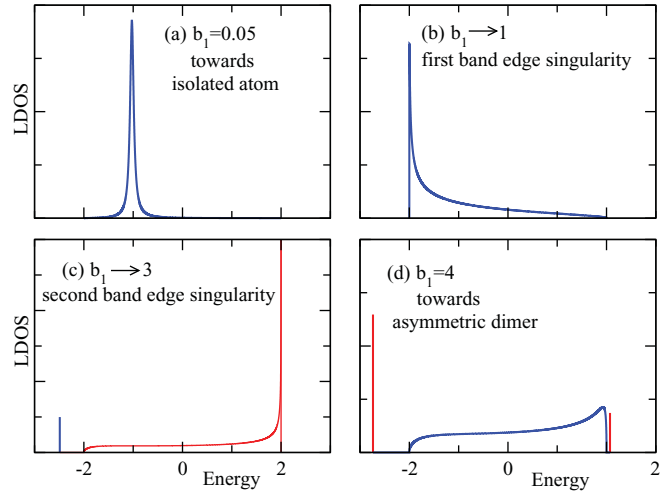 (a) b₁=0.05
towards
isolated atom
LDOS
(b) b₁→1
first band edge singularity
(c) b₁→3
second band edge singularity
LDOS
(d) b₁=4
towards
asymmetric dimer
-2 0 2
Energy
-2 0 2
Energy